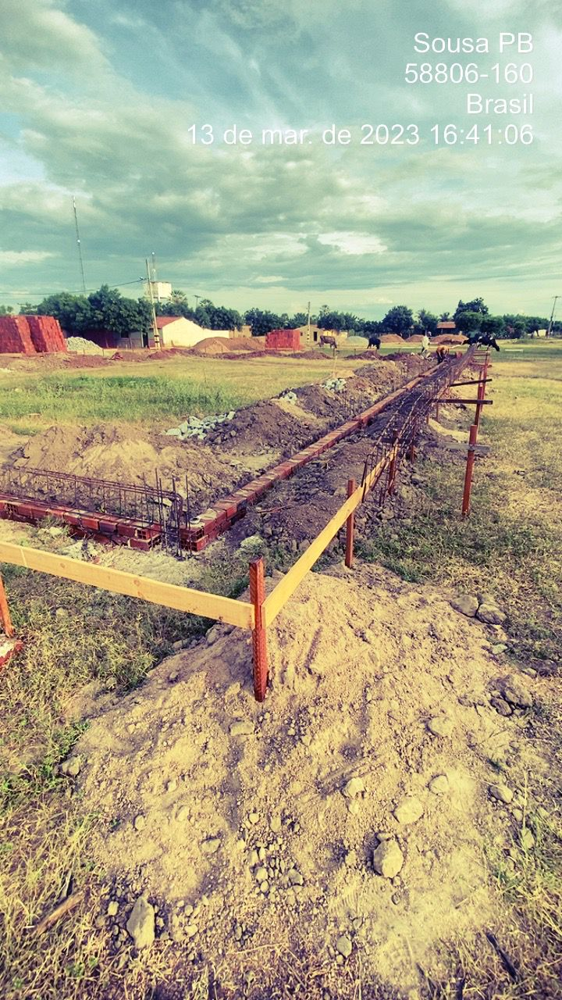 Sousa PB
58806-160
Brasil
13 de mar. de 2023 16:41:06